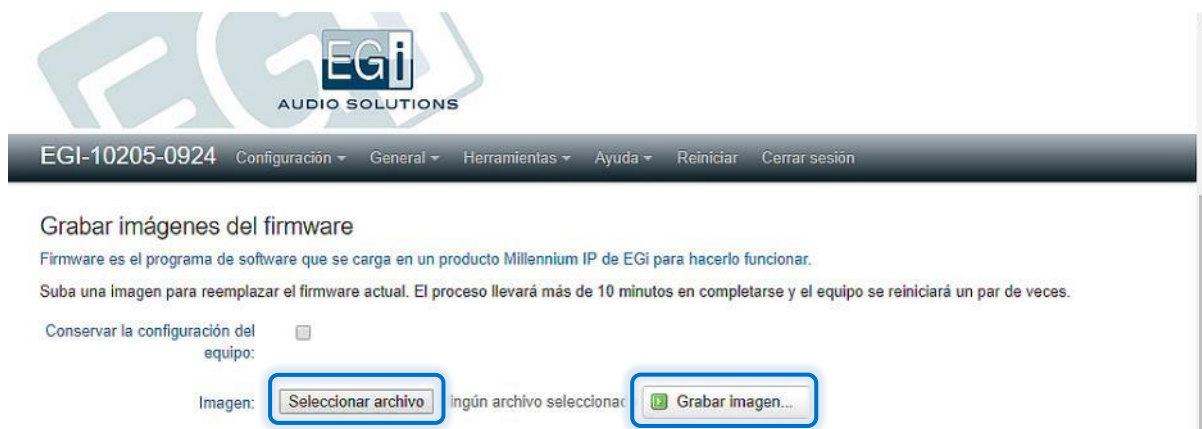 EGi
AUDIO SOLUTIONS
EGI-10205-0924 Configuración General Herramientas Ayuda Reiniciar Cerrar sesión
Grabar imágenes del firmware
Firmware es el programa de software que se carga en un producto Millennium IP de EGi para hacerlo funcionar.
Suba una imagen para reemplazar el firmware actual. El proceso llevará más de 10 minutos en completarse y el equipo se reiniciará un par de veces.
Conservar la configuración del
equipo:
Imagen: Seleccionar archivo ingún archivo seleccionac Grabar imagen...